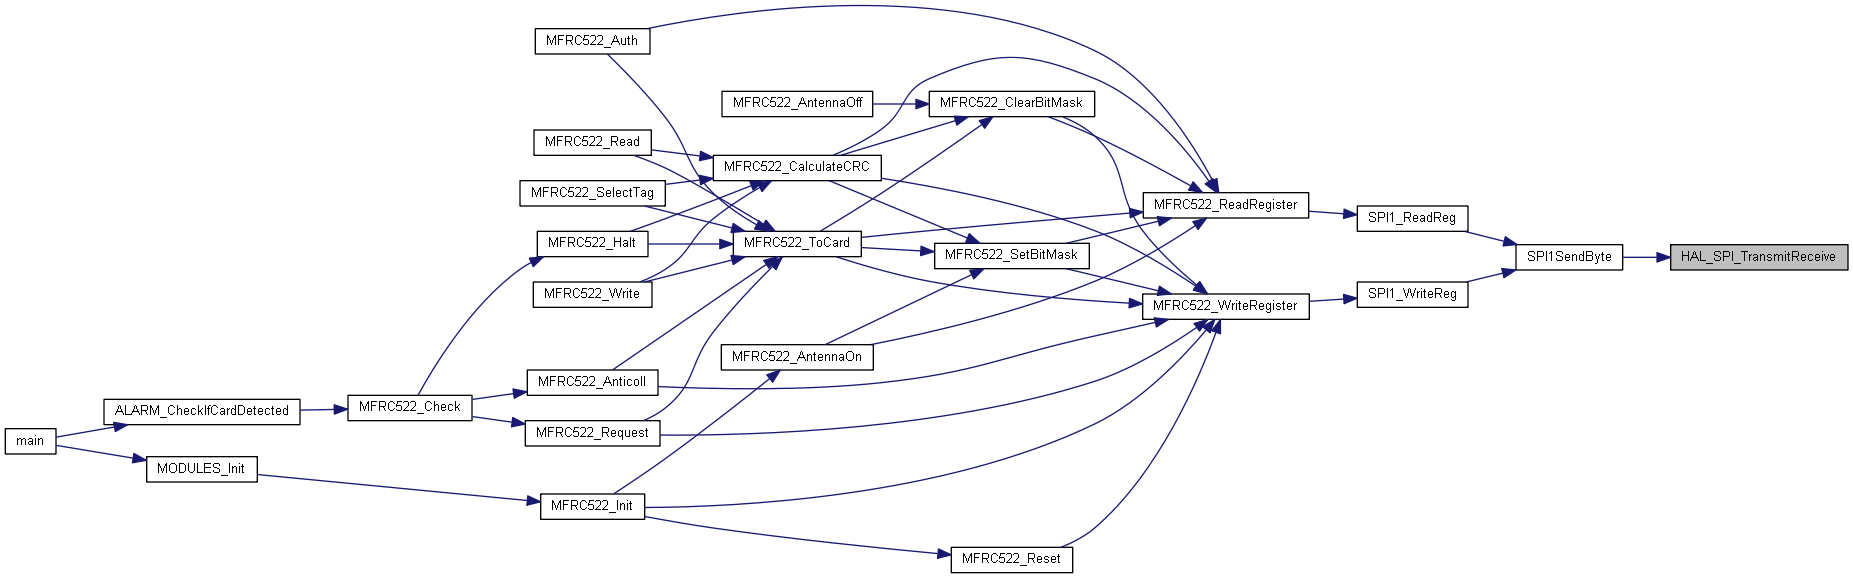 MFRC522_Auth
MFRC522_AntennaOff
MFRC522_ClearBitMask
MFRC522_Read
MFRC522_CalculateCRC
MFRC522_SelectTag
MFRC522_ReadRegister
SPI1_ReadReg
MFRC522_Halt
MFRC522_ToCard
MFRC522_SetBitMask
SPI1SendByte
HAL_SPI_TransmitReceive
MFRC522_Write
MFRC522_WriteRegister
SPI1_WriteReg
MFRC522_AntennaOn
MFRC522_Anticoll
ALARM_CheckIfCardDetected
MFRC522_Check
MFRC522_Request
main
MODULES_Init
MFRC522_Init
MFRC522_Reset